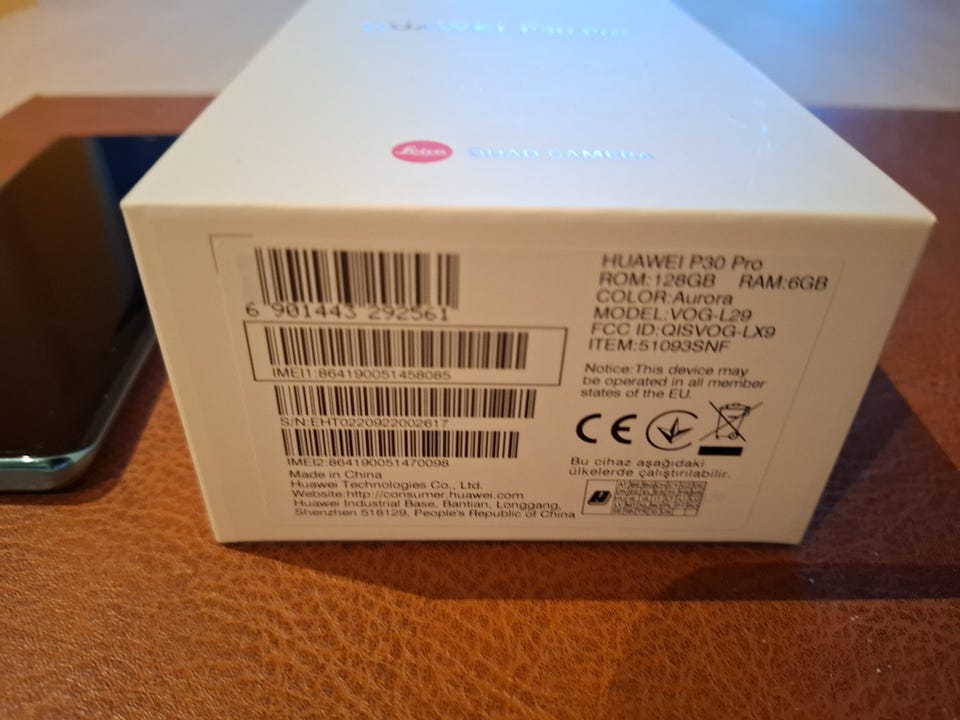 HUAWEI P30 Pro
Leica QUAD CAMERA
6 901443 292561
IMEI1:864190051458085
S/N:EHT0220922002617
IMEI2:864190051470098
Made in China
Huawei Technologies Co., Ltd.
Website:http://consumer.huawei.com
Huawei Industrial Base, Bantian, Longgang,
Shenzhen 518129, People's Republic of China
HUAWEI P30 Pro
ROM:128GB RAM:6GB
COLOR:Aurora
MODEL:VOG-L29
FCC ID:QISVOG-LX9
ITEM:51093SNF
Notice:This device may
be operated in all member
states of the EU.
CE
Bu cihaz aşağıdaki
ülkelerde çalıştırılabilir.